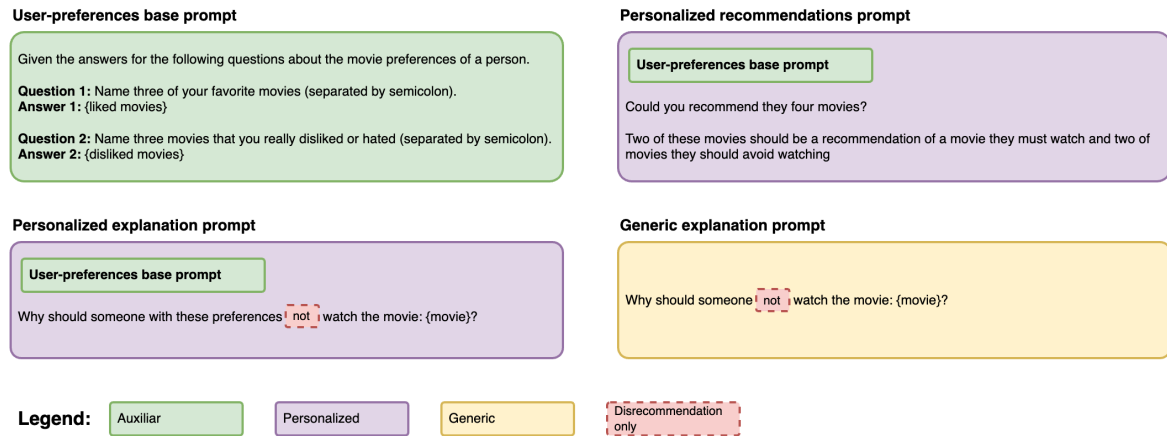 User-preferences base prompt
Given the answers for the following questions about the movie preferences of a person.
Question 1: Name three of your favorite movies (separated by semicolon).
Answer 1: {liked movies}
Question 2: Name three movies that you really disliked or hated (separated by semicolon).
Answer 2: {disliked movies}
Personalized recommendations prompt
User-preferences base prompt
Could you recommend they four movies?
Two of these movies should be a recommendation of a movie they must watch and two of
movies they should avoid watching
Personalized explanation prompt
User-preferences base prompt
Why should someone with these preferences not watch the movie: {movie}?
Generic explanation prompt
Why should someone not watch the movie: {movie}?
Legend:
Auxiliar
Personalized
Generic
Disrecommendation
only